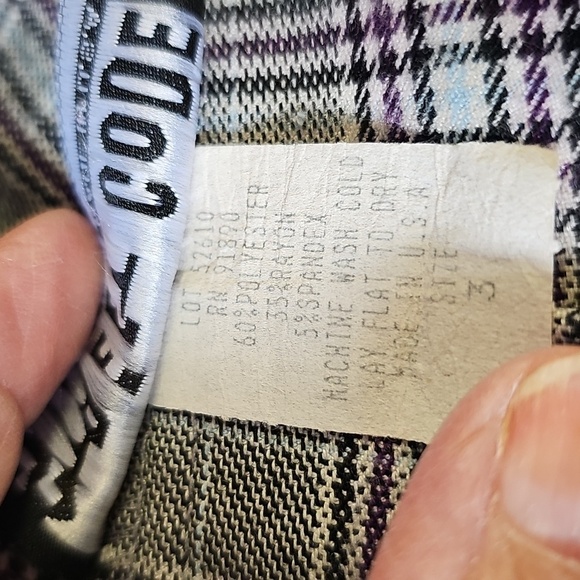 CODE
LOT 52610
RN 91890
60%POLYESTER
35%RAYON
5%SPANDEX
MACHINE WASH COLD
LAY FLAT TO DRY
MADE IN U.S.A
SIZE
3